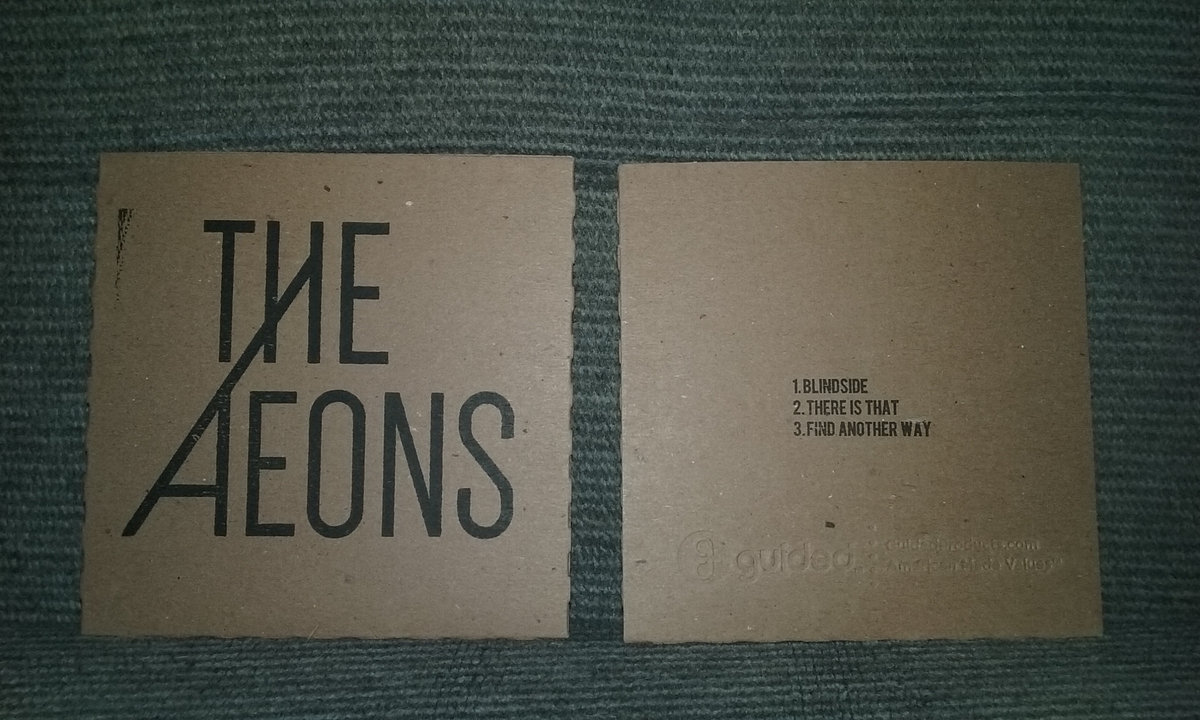 THE
AEONS
1. BLINDSIDE
2. THERE IS THAT
3. FIND ANOTHER WAY
guided